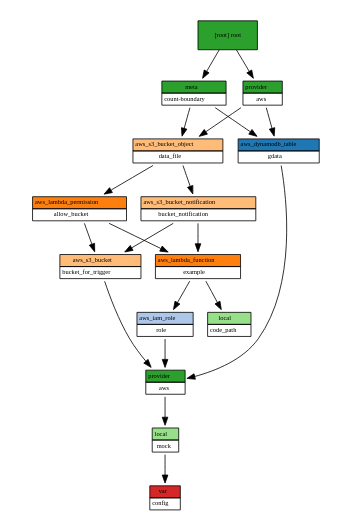 [root] root
meta
count-boundary
provider
aws
aws_s3_bucket_object
data_file
aws_dynamodb_table
gdata
aws_lambda_permission
allow_bucket
aws_s3_bucket_notification
bucket_notification
aws_s3_bucket
bucket_for_trigger
aws_lambda_function
example
aws_iam_role
role
local
code_path
provider
aws
local
mock
var
config